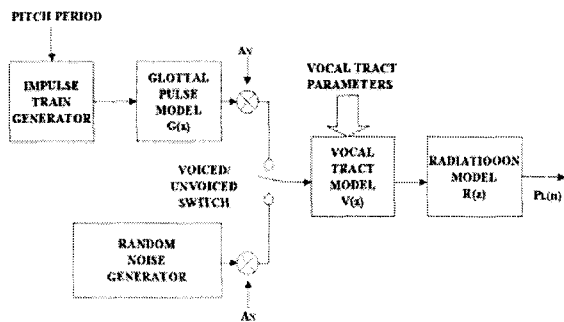 PITCH PERIOD
IMPULSE
TRAIN
GENERATOR
GLOTTAL
PULSE
MODEL
G(z)
AV
VOICED/
UNVOICED
SWITCH
RANDOM
NOISE
GENERATOR
AN
VOCAL TRACT
PARAMETERS
VOCAL
TRACT
MODEL
V(z)
RADIATIOOON
MODEL
R(z)
PL(n)